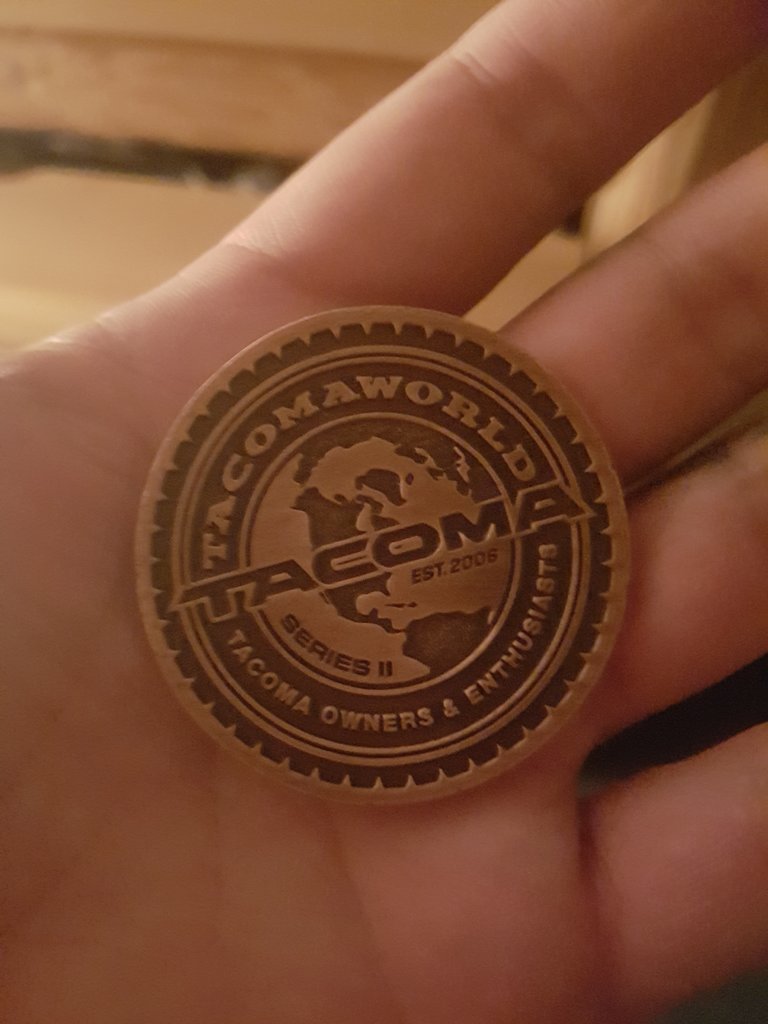 TACOMAWORLD
TACOMA
EST. 2006
SERIES II
TACOMA OWNERS & ENTHUSIASTS